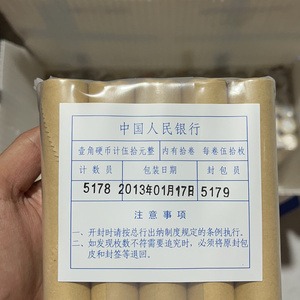 中国人民银行
壹角硬币计伍拾元整 内有拾卷 每卷伍拾枚
计数员 包装日期 封包员
5178 2013年01月17日 5179
注意事项
一、开封时请按总行出纳制度规定的条例执行。
二、如发现枚数不符需要追究时，必须将原封包
皮和封签等退回。